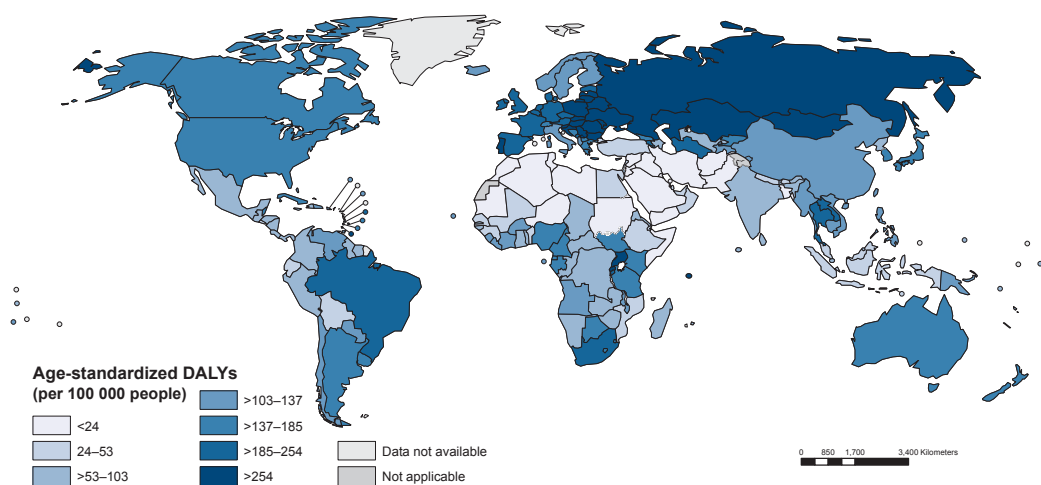 Age-standardized DALYs
(per 100 000 people)
<24
24–53
>53–103
>103–137
>137–185
>185–254
>254
Data not available
Not applicable
0 850 1,700 3,400 Kilometers